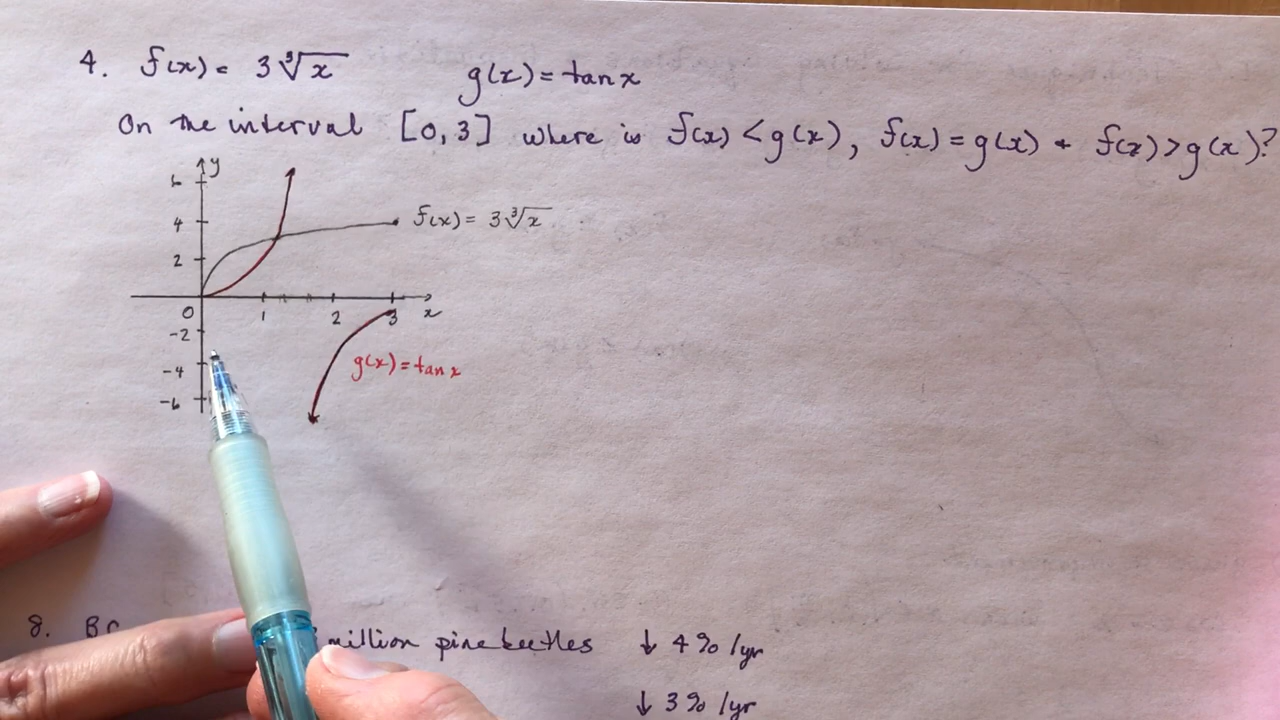 4. f(x) = 3∛x g(x) = tan x
On the interval [0, 3] where is f(x) < g(x), f(x) = g(x) + f(x) > g(x)?
y
6
4 f(x) = 3∛x
2
0 1 2 3 x
-2
-4 g(x) = tan x
-6
8. BC million pine beetles ↓ 4%/yr
↓ 3%/yr